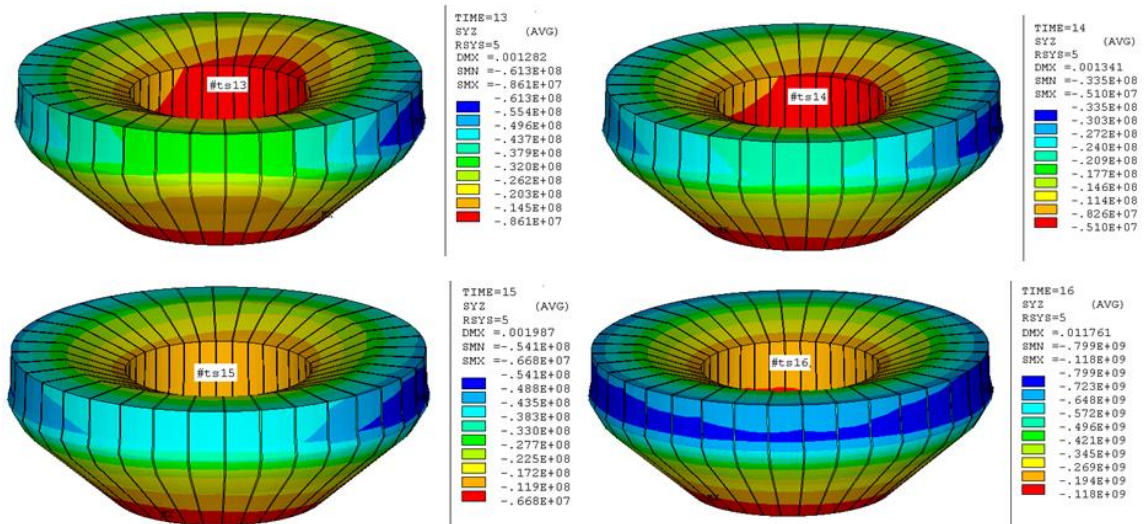 TIME=13
SYZ (AVG)
RSYS=5
DMX =.001282
SMN =-.613E+08
SMX =-.861E+07
-.613E+08
-.554E+08
-.496E+08
-.437E+08
-.379E+08
-.320E+08
-.262E+08
-.203E+08
-.145E+08
-.861E+07
#ts13
TIME=14
SYZ (AVG)
RSYS=5
DMX =.001341
SMN =-.335E+08
SMX =-.510E+07
-.335E+08
-.303E+08
-.272E+08
-.240E+08
-.209E+08
-.177E+08
-.146E+08
-.114E+08
-.826E+07
-.510E+07
#ts14
TIME=15
SYZ (AVG)
RSYS=5
DMX =.001987
SMN =-.541E+08
SMX =-.668E+07
-.541E+08
-.488E+08
-.435E+08
-.383E+08
-.330E+08
-.277E+08
-.225E+08
-.172E+08
-.119E+08
-.668E+07
#ts15
TIME=16
SYZ (AVG)
RSYS=5
DMX =.011761
SMN =-.799E+09
SMX =-.118E+09
-.799E+09
-.723E+09
-.648E+09
-.572E+09
-.496E+09
-.421E+09
-.345E+09
-.269E+09
-.194E+09
-.118E+09
#ts16